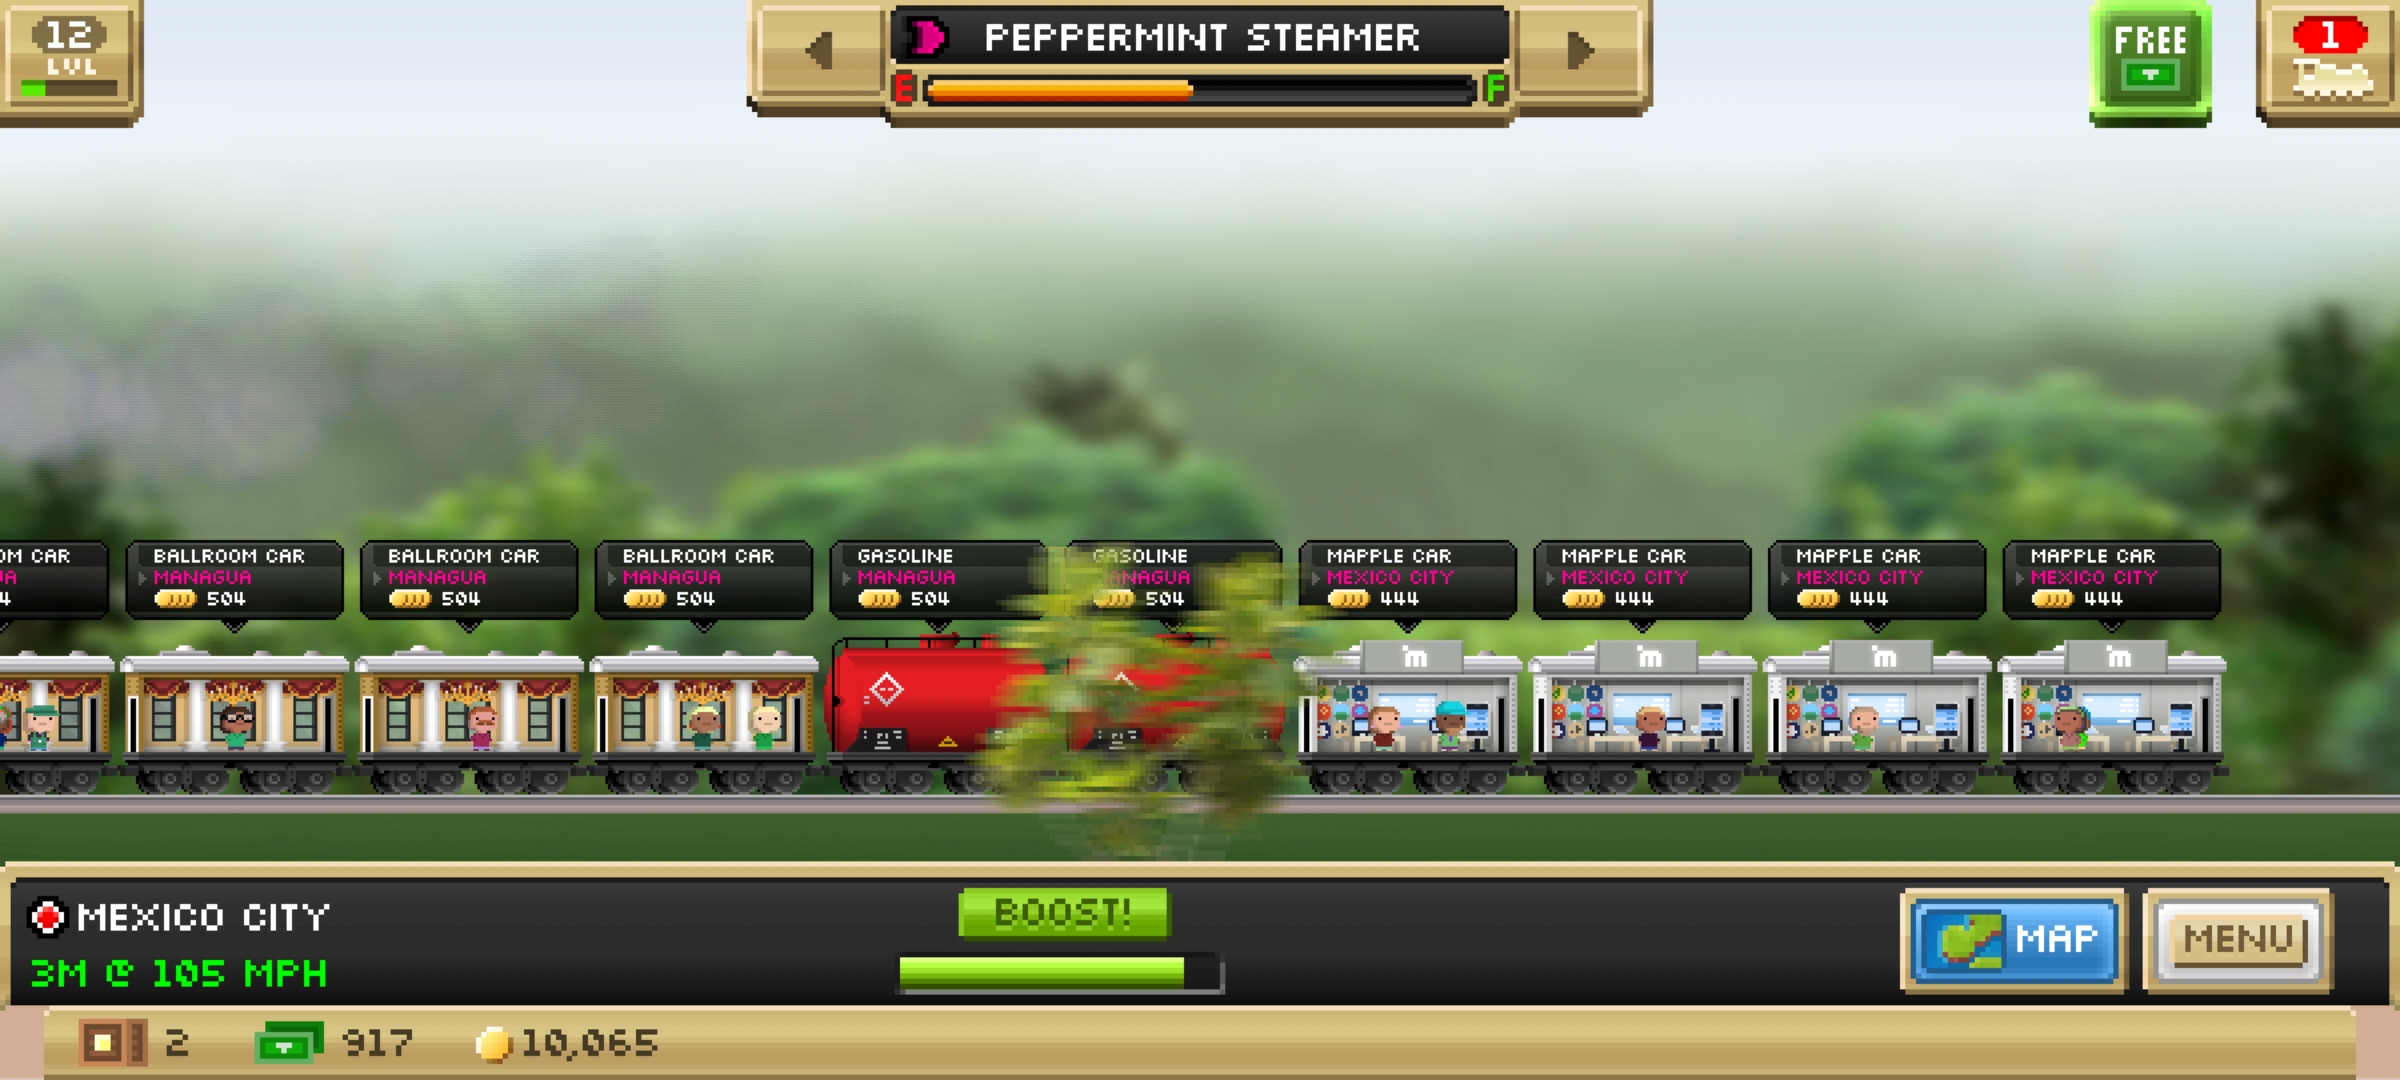 12
LVL
PEPPERMINT STEAMER
E F
FREE
1
OM CAR
UA
4
BALLROOM CAR
MANAGUA
504
BALLROOM CAR
MANAGUA
504
BALLROOM CAR
MANAGUA
504
GASOLINE
MANAGUA
504
GASOLINE
MANAGUA
504
MAPPLE CAR
MEXICO CITY
444
MAPPLE CAR
MEXICO CITY
444
MAPPLE CAR
MEXICO CITY
444
MAPPLE CAR
MEXICO CITY
444
m
m
m
m
MEXICO CITY
3M @ 105 MPH
BOOST!
MAP
MENU
2
917
10,065